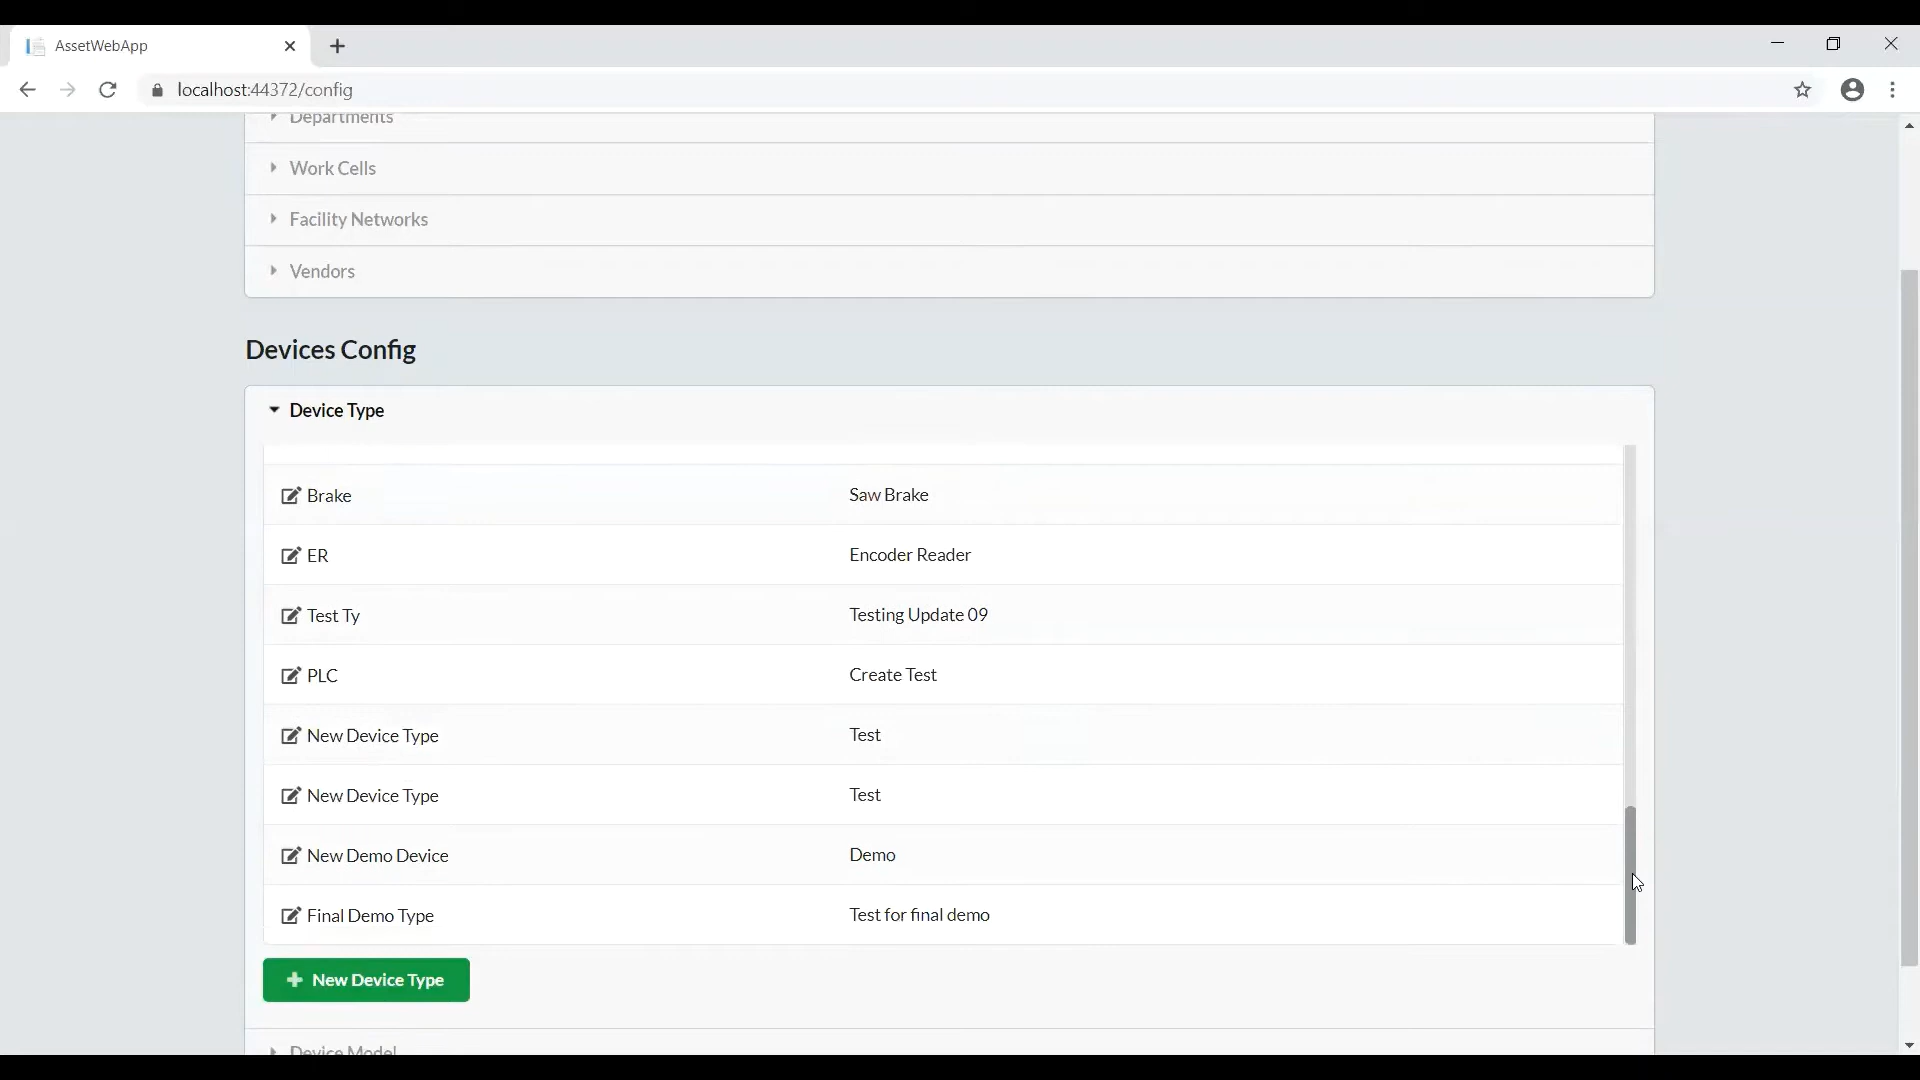 AssetWebApp
localhost:44372/config
Departments
Work Cells
Facility Networks
Vendors
Devices Config
Device Type
Brake Saw Brake
ER Encoder Reader
Test Ty Testing Update 09
PLC Create Test
New Device Type Test
New Device Type Test
New Demo Device Demo
Final Demo Type Test for final demo
New Device Type
Device Model